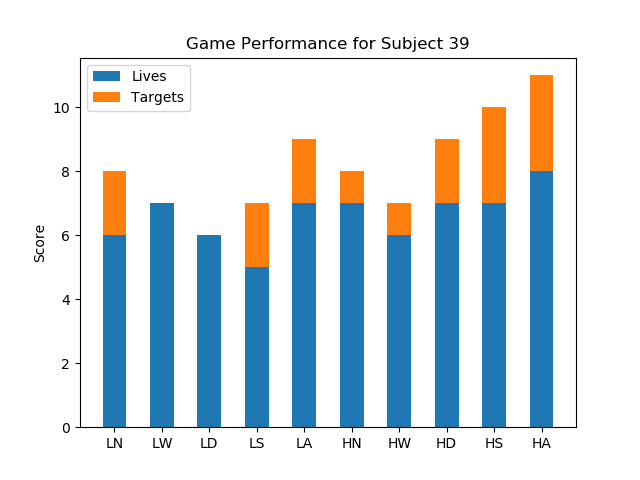 Game Performance for Subject 39
Lives
Targets
10
8
6
4
2
0
Score
LN LW LD LS LA HN HW HD HS HA